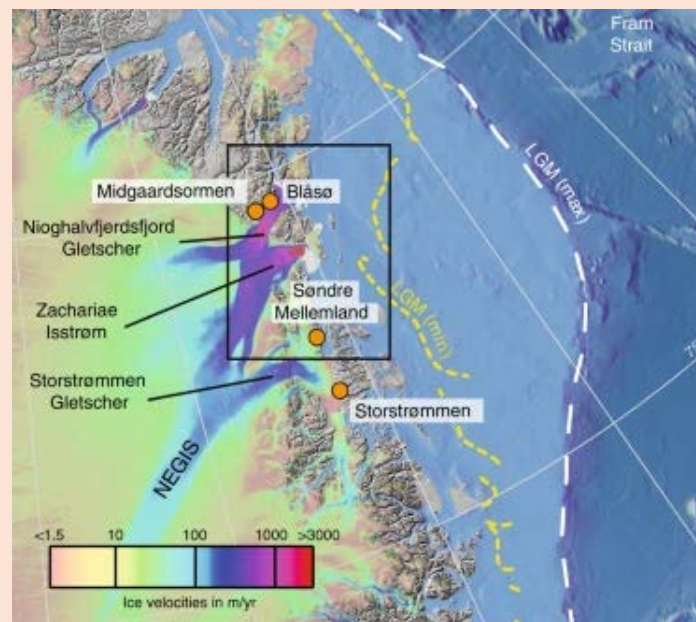 Fram
Strait
LGM (max)
Midgaardsormen
Blåsø
Nioghalvfjerdsfjord
Gletscher
Zachariae
Isstrøm
Søndre
Mellemland
LGM (min)
Storstrømmen
Gletscher
Storstrømmen
NEGIS
<1.5 10 100 1000 >3000
Ice velocities in m/yr